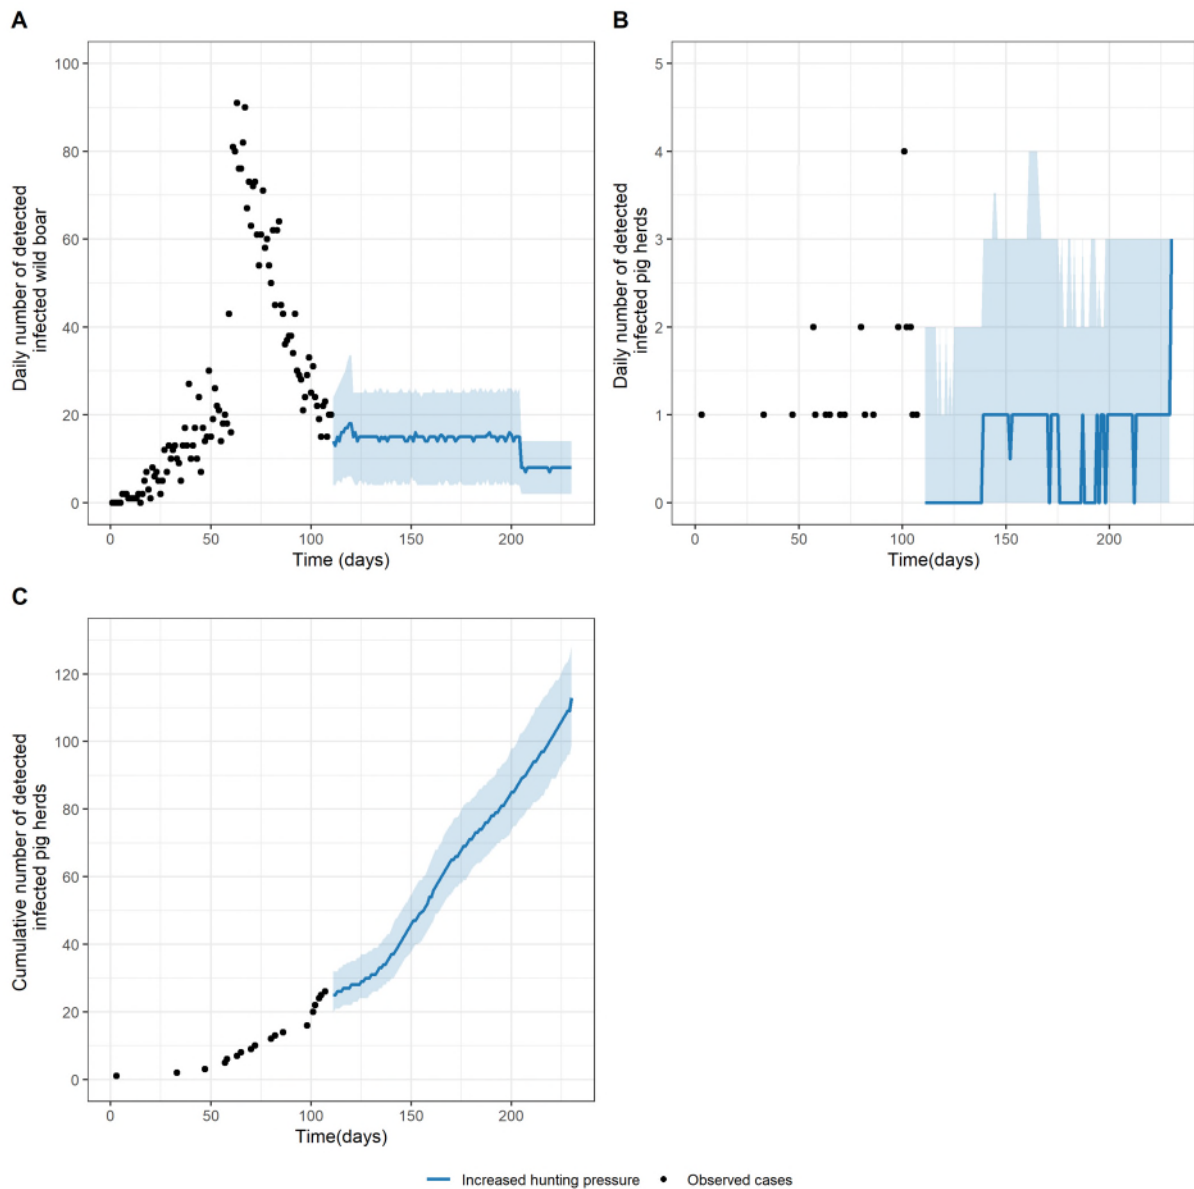 A
B
100
80
60
40
20
0
Daily number of detected
infected wild boar
0 50 100 150 200
Time (days)
5
4
3
2
1
0
Daily number of detected
infected pig herds
0 50 100 150 200
Time(days)
C
120
100
80
60
40
20
0
Cumulative number of detected
infected pig herds
0 50 100 150 200
Time(days)
Increased hunting pressure Observed cases